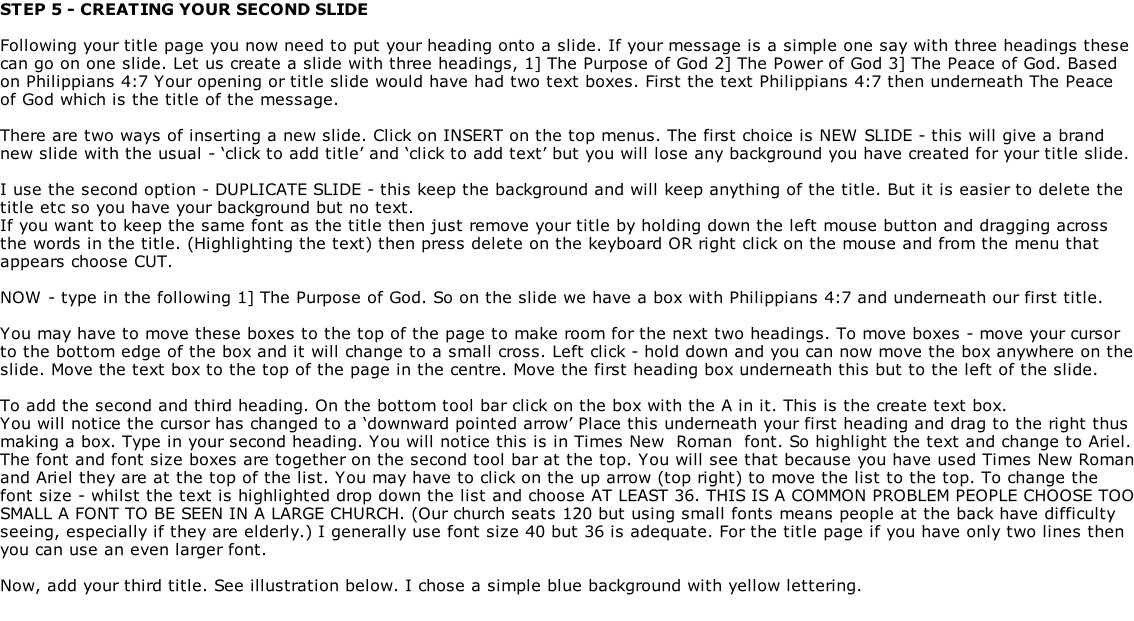 STEP 5 - CREATING YOUR SECOND SLIDE
Following your title page you now need to put your heading onto a slide. If your message is a simple one say with three headings these
can go on one slide. Let us create a slide with three headings, 1] The Purpose of God 2] The Power of God 3] The Peace of God. Based
on Philippians 4:7 Your opening or title slide would have had two text boxes. First the text Philippians 4:7 then underneath The Peace
of God which is the title of the message.
There are two ways of inserting a new slide. Click on INSERT on the top menus. The first choice is NEW SLIDE - this will give a brand
new slide with the usual - ‘click to add title’ and ‘click to add text’ but you will lose any background you have created for your title slide.
I use the second option - DUPLICATE SLIDE - this keep the background and will keep anything of the title. But it is easier to delete the
title etc so you have your background but no text.
If you want to keep the same font as the title then just remove your title by holding down the left mouse button and dragging across
the words in the title. (Highlighting the text) then press delete on the keyboard OR right click on the mouse and from the menu that
appears choose CUT.
NOW - type in the following 1] The Purpose of God. So on the slide we have a box with Philippians 4:7 and underneath our first title.
You may have to move these boxes to the top of the page to make room for the next two headings. To move boxes - move your cursor
to the bottom edge of the box and it will change to a small cross. Left click - hold down and you can now move the box anywhere on the
slide. Move the text box to the top of the page in the centre. Move the first heading box underneath this but to the left of the slide.
To add the second and third heading. On the bottom tool bar click on the box with the A in it. This is the create text box.
You will notice the cursor has changed to a ‘downward pointed arrow’ Place this underneath your first heading and drag to the right thus
making a box. Type in your second heading. You will notice this is in Times New  Roman  font. So highlight the text and change to Ariel.
The font and font size boxes are together on the second tool bar at the top. You will see that because you have used Times New Roman
and Ariel they are at the top of the list. You may have to click on the up arrow (top right) to move the list to the top. To change the
font size - whilst the text is highlighted drop down the list and choose AT LEAST 36. THIS IS A COMMON PROBLEM PEOPLE CHOOSE TOO
SMALL A FONT TO BE SEEN IN A LARGE CHURCH. (Our church seats 120 but using small fonts means people at the back have difficulty
seeing, especially if they are elderly.) I generally use font size 40 but 36 is adequate. For the title page if you have only two lines then
you can use an even larger font.
Now, add your third title. See illustration below. I chose a simple blue background with yellow lettering.